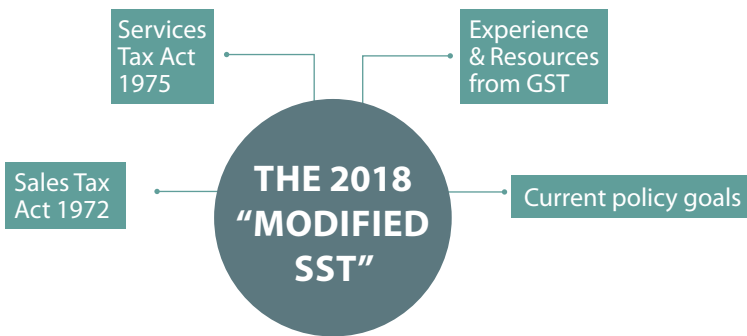 Services
Tax Act
1975
Experience
& Resources
from GST
Sales Tax
Act 1972
THE 2018
“MODIFIED
SST”
Current policy goals